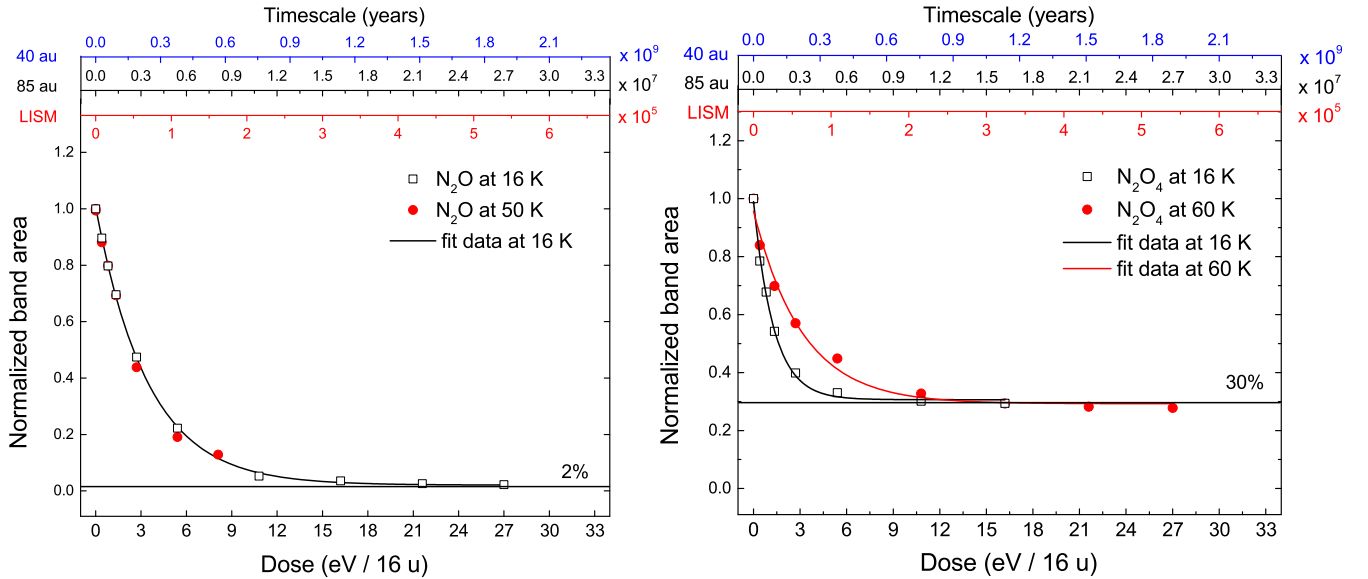 Timescale (years)
0.0 0.3 0.6 0.9 1.2 1.5 1.8 2.1
40 au x 10⁹
0.0 0.3 0.6 0.9 1.2 1.5 1.8 2.1 2.4 2.7 3.0 3.3
85 au x 10⁷
LISM x 10⁵
0 1 2 3 4 5 6
1.2
1.0
0.8
0.6
0.4
0.2
0.0
Normalized band area
N₂O at 16 K
N₂O at 50 K
fit data at 16 K
2%
0 3 6 9 12 15 18 21 24 27 30 33
Dose (eV / 16 u)
Timescale (years)
0.0 0.3 0.6 0.9 1.2 1.5 1.8 2.1
40 au x 10⁹
0.0 0.3 0.6 0.9 1.2 1.5 1.8 2.1 2.4 2.7 3.0 3.3
85 au x 10⁷
LISM x 10⁵
0 1 2 3 4 5 6
1.2
1.0
0.8
0.6
0.4
0.2
0.0
Normalized band area
N₂O₄ at 16 K
N₂O₄ at 60 K
fit data at 16 K
fit data at 60 K
30%
0 3 6 9 12 15 18 21 24 27 30 33
Dose (eV / 16 u)